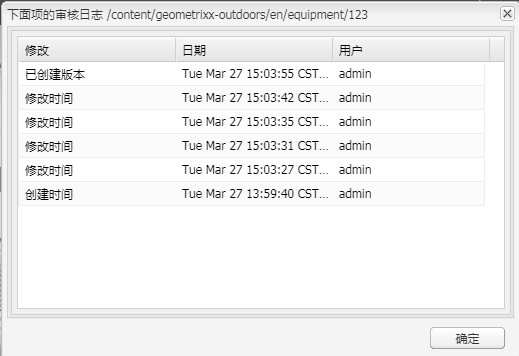 下面项的审核日志 /content/geometrixx-outdoors/en/equipment/123
修改 日期 用户
已创建版本 Tue Mar 27 15:03:55 CST... admin
修改时间 Tue Mar 27 15:03:42 CST... admin
修改时间 Tue Mar 27 15:03:35 CST... admin
修改时间 Tue Mar 27 15:03:31 CST... admin
修改时间 Tue Mar 27 15:03:27 CST... admin
创建时间 Tue Mar 27 13:59:40 CST... admin
确定